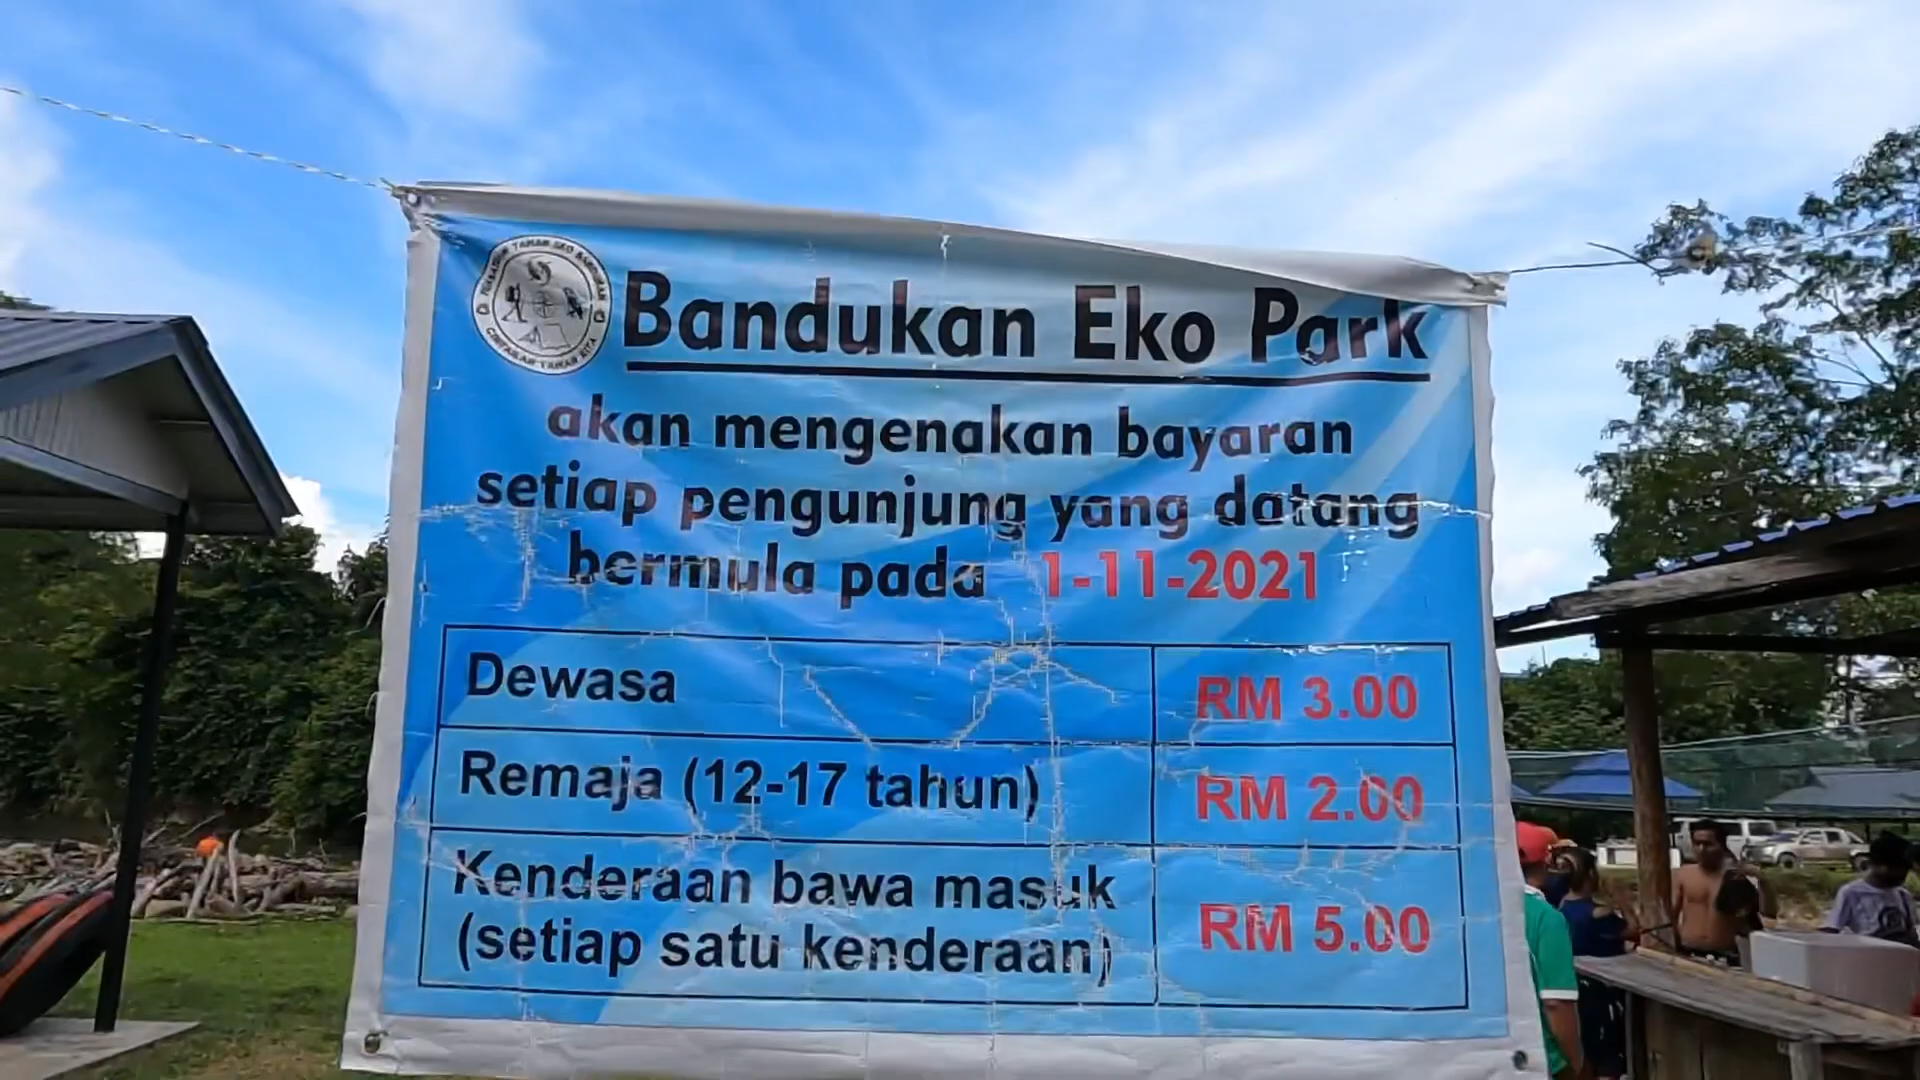 Bandukan Eko Park
akan mengenakan bayaran
setiap pengunjung yang datang
bermula pada 1-11-2021
Dewasa RM 3.00
Remaja (12-17 tahun) RM 2.00
Kenderaan bawa masuk
(setiap satu kenderaan) RM 5.00